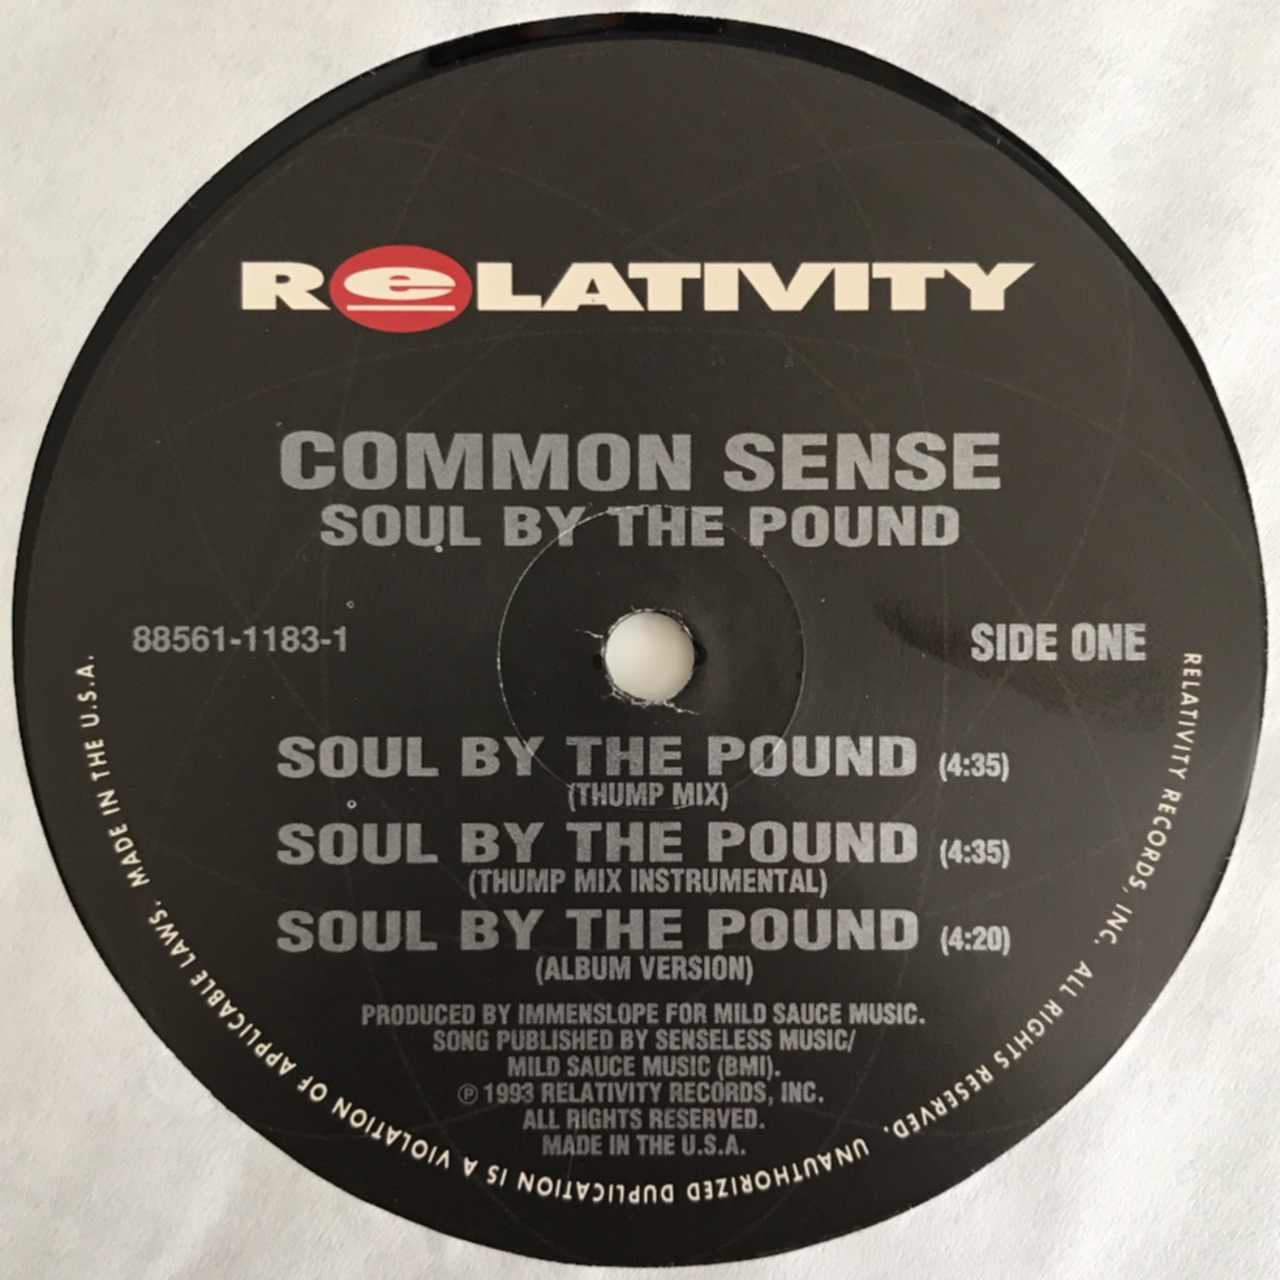 ReLATIVITY
COMMON SENSE
SOUL BY THE POUND
88561-1183-1
SIDE ONE
SOUL BY THE POUND (4:35)
(THUMP MIX)
SOUL BY THE POUND (4:35)
(THUMP MIX INSTRUMENTAL)
SOUL BY THE POUND (4:20)
(ALBUM VERSION)
PRODUCED BY IMMENSLOPE FOR MILD SAUCE MUSIC.
SONG PUBLISHED BY SENSELESS MUSIC/
MILD SAUCE MUSIC (BMI).
℗ 1993 RELATIVITY RECORDS, INC.
ALL RIGHTS RESERVED.
MADE IN THE U.S.A.
RELATIVITY RECORDS, INC. ALL RIGHTS RESERVED. UNAUTHORIZED DUPLICATION IS A VIOLATION OF APPLICABLE LAWS. MADE IN THE U.S.A.